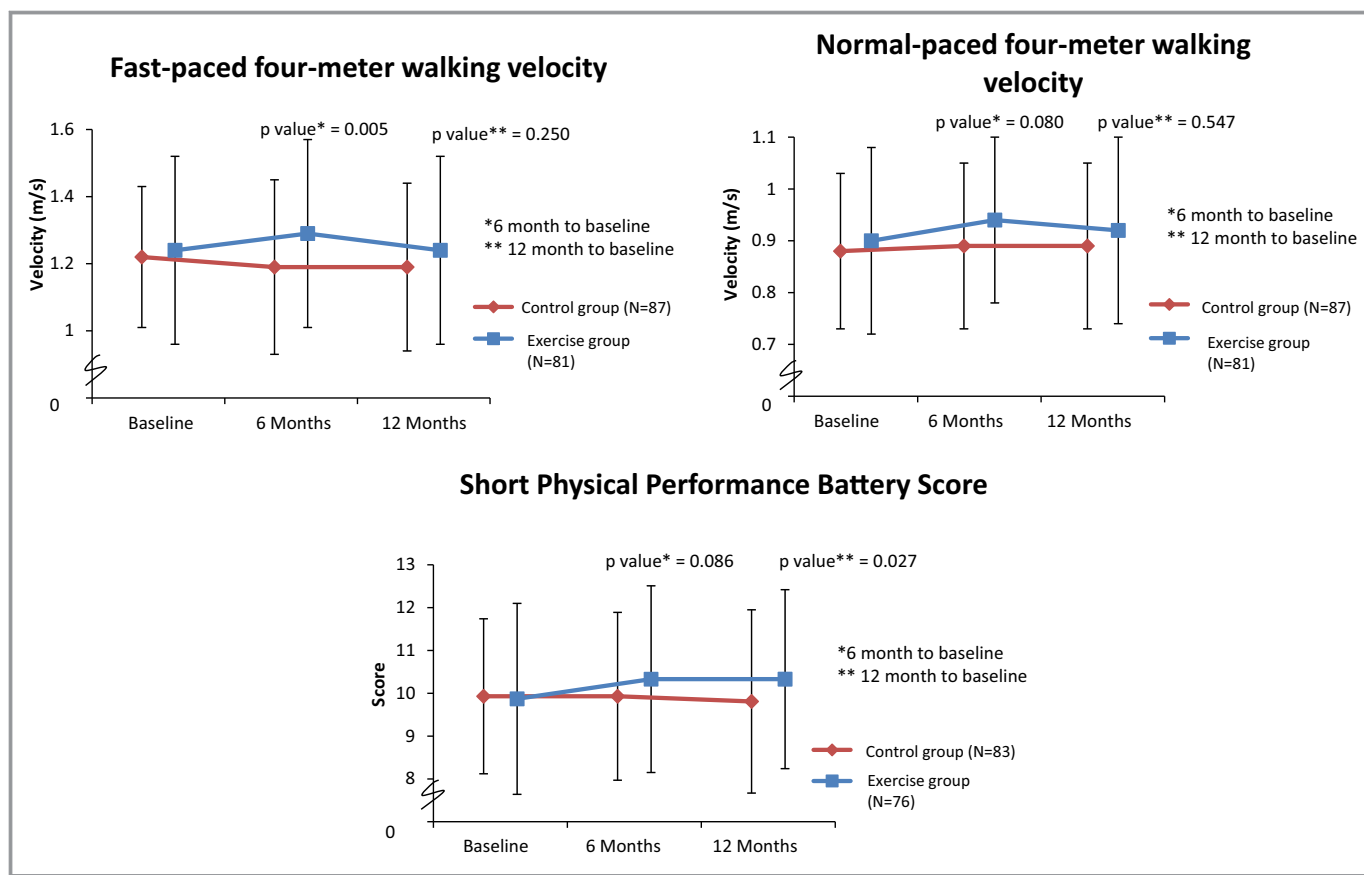 Fast-paced four-meter walking velocity
p value* = 0.005
p value** = 0.250
Velocity (m/s)
1.6
1.4
1.2
1
0
Baseline
6 Months
12 Months
*6 month to baseline
** 12 month to baseline
Control group (N=87)
Exercise group
(N=81)
Normal-paced four-meter walking
velocity
p value* = 0.080
p value** = 0.547
Velocity (m/s)
1.1
1
0.9
0.8
0.7
0
Baseline
6 Months
12 Months
*6 month to baseline
** 12 month to baseline
Control group (N=87)
Exercise group
(N=81)
Short Physical Performance Battery Score
p value* = 0.086
p value** = 0.027
Score
13
12
11
10
9
8
0
Baseline
6 Months
12 Months
*6 month to baseline
** 12 month to baseline
Control group (N=83)
Exercise group
(N=76)